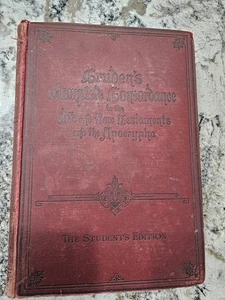 Cruden's
Complete Concordance
to the
Old & New Testaments
and the Apocrypha
THE STUDENT'S EDITION